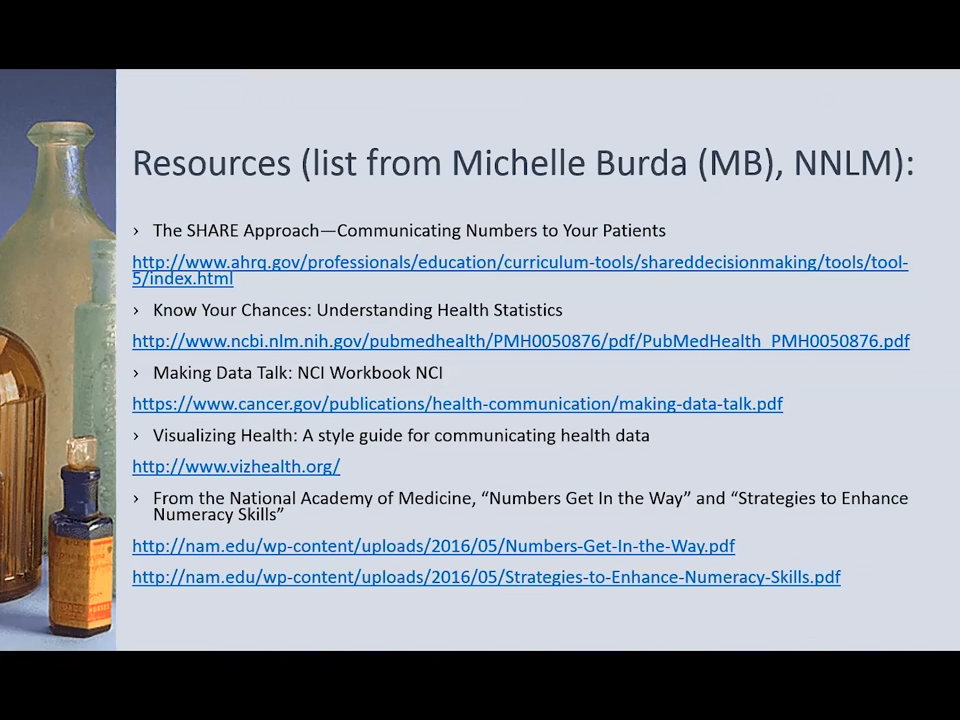 Resources (list from Michelle Burda (MB), NNLM):
› The SHARE Approach—Communicating Numbers to Your Patients
http://www.ahrq.gov/professionals/education/curriculum-tools/shareddecisionmaking/tools/tool-
5/index.html
› Know Your Chances: Understanding Health Statistics
http://www.ncbi.nlm.nih.gov/pubmedhealth/PMH0050876/pdf/PubMedHealth_PMH0050876.pdf
› Making Data Talk: NCI Workbook NCI
https://www.cancer.gov/publications/health-communication/making-data-talk.pdf
› Visualizing Health: A style guide for communicating health data
http://www.vizhealth.org/
› From the National Academy of Medicine, “Numbers Get In the Way” and “Strategies to Enhance
Numeracy Skills”
http://nam.edu/wp-content/uploads/2016/05/Numbers-Get-In-the-Way.pdf
http://nam.edu/wp-content/uploads/2016/05/Strategies-to-Enhance-Numeracy-Skills.pdf